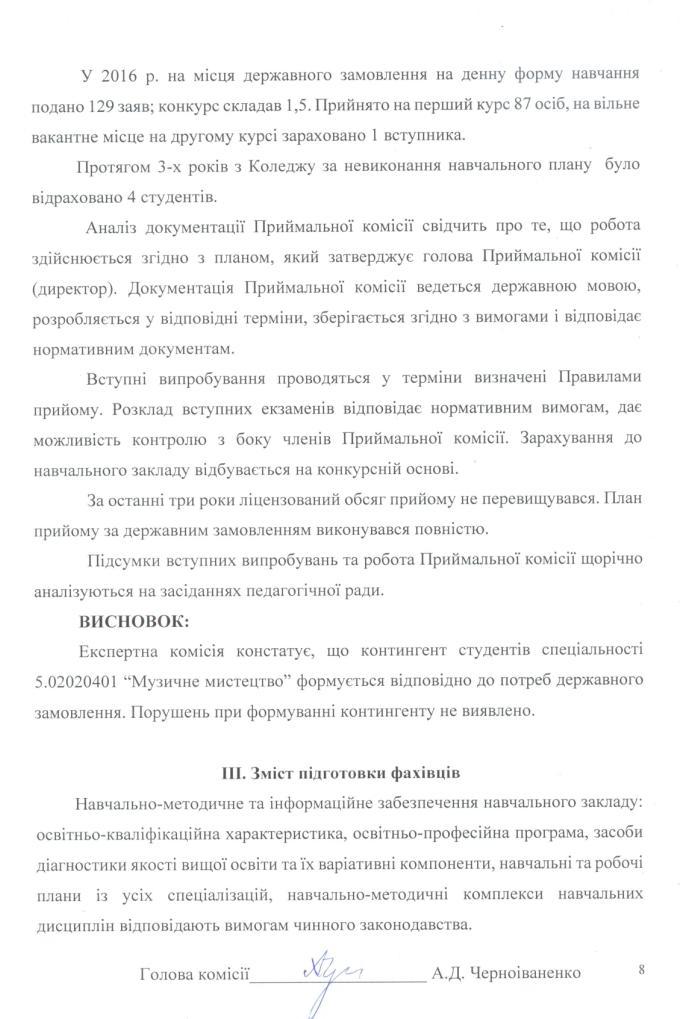 У 2016 р. на місця державного замовлення на денну форму навчання
подано 129 заяв; конкурс складав 1,5. Прийнято на перший курс 87 осіб, на вільне
вакантне місце на другому курсі зараховано 1 вступника.
Протягом 3-х років з Коледжу за невиконання навчального плану було
відраховано 4 студентів.
Аналіз документації Приймальної комісії свідчить про те, що робота
здійснюється згідно з планом, який затверджує голова Приймальної комісії
(директор). Документація Приймальної комісії ведеться державною мовою,
розробляється у відповідні терміни, зберігається згідно з вимогами і відповідає
нормативним документам.
Вступні випробування проводяться у терміни визначені Правилами
прийому. Розклад вступних екзаменів відповідає нормативним вимогам, дає
можливість контролю з боку членів Приймальної комісії. Зарахування до
навчального закладу відбувається на конкурсній основі.
За останні три роки ліцензований обсяг прийому не перевищувався. План
прийому за державним замовленням виконувався повністю.
Підсумки вступних випробувань та робота Приймальної комісії щорічно
аналізуються на засіданнях педагогічної ради.
ВИСНОВОК:
Експертна комісія констатує, що контингент студентів спеціальності
5.02020401 “Музичне мистецтво” формується відповідно до потреб державного
замовлення. Порушень при формуванні контингенту не виявлено.
ІІІ. Зміст підготовки фахівців
Навчально-методичне та інформаційне забезпечення навчального закладу:
освітньо-кваліфікаційна характеристика, освітньо-професійна програма, засоби
діагностики якості вищої освіти та їх варіативні компоненти, навчальні та робочі
плани із усіх спеціалізацій, навчально-методичні комплекси навчальних
дисциплін відповідають вимогам чинного законодавства.
Голова комісії____________________ А.Д. Черноіваненко 8